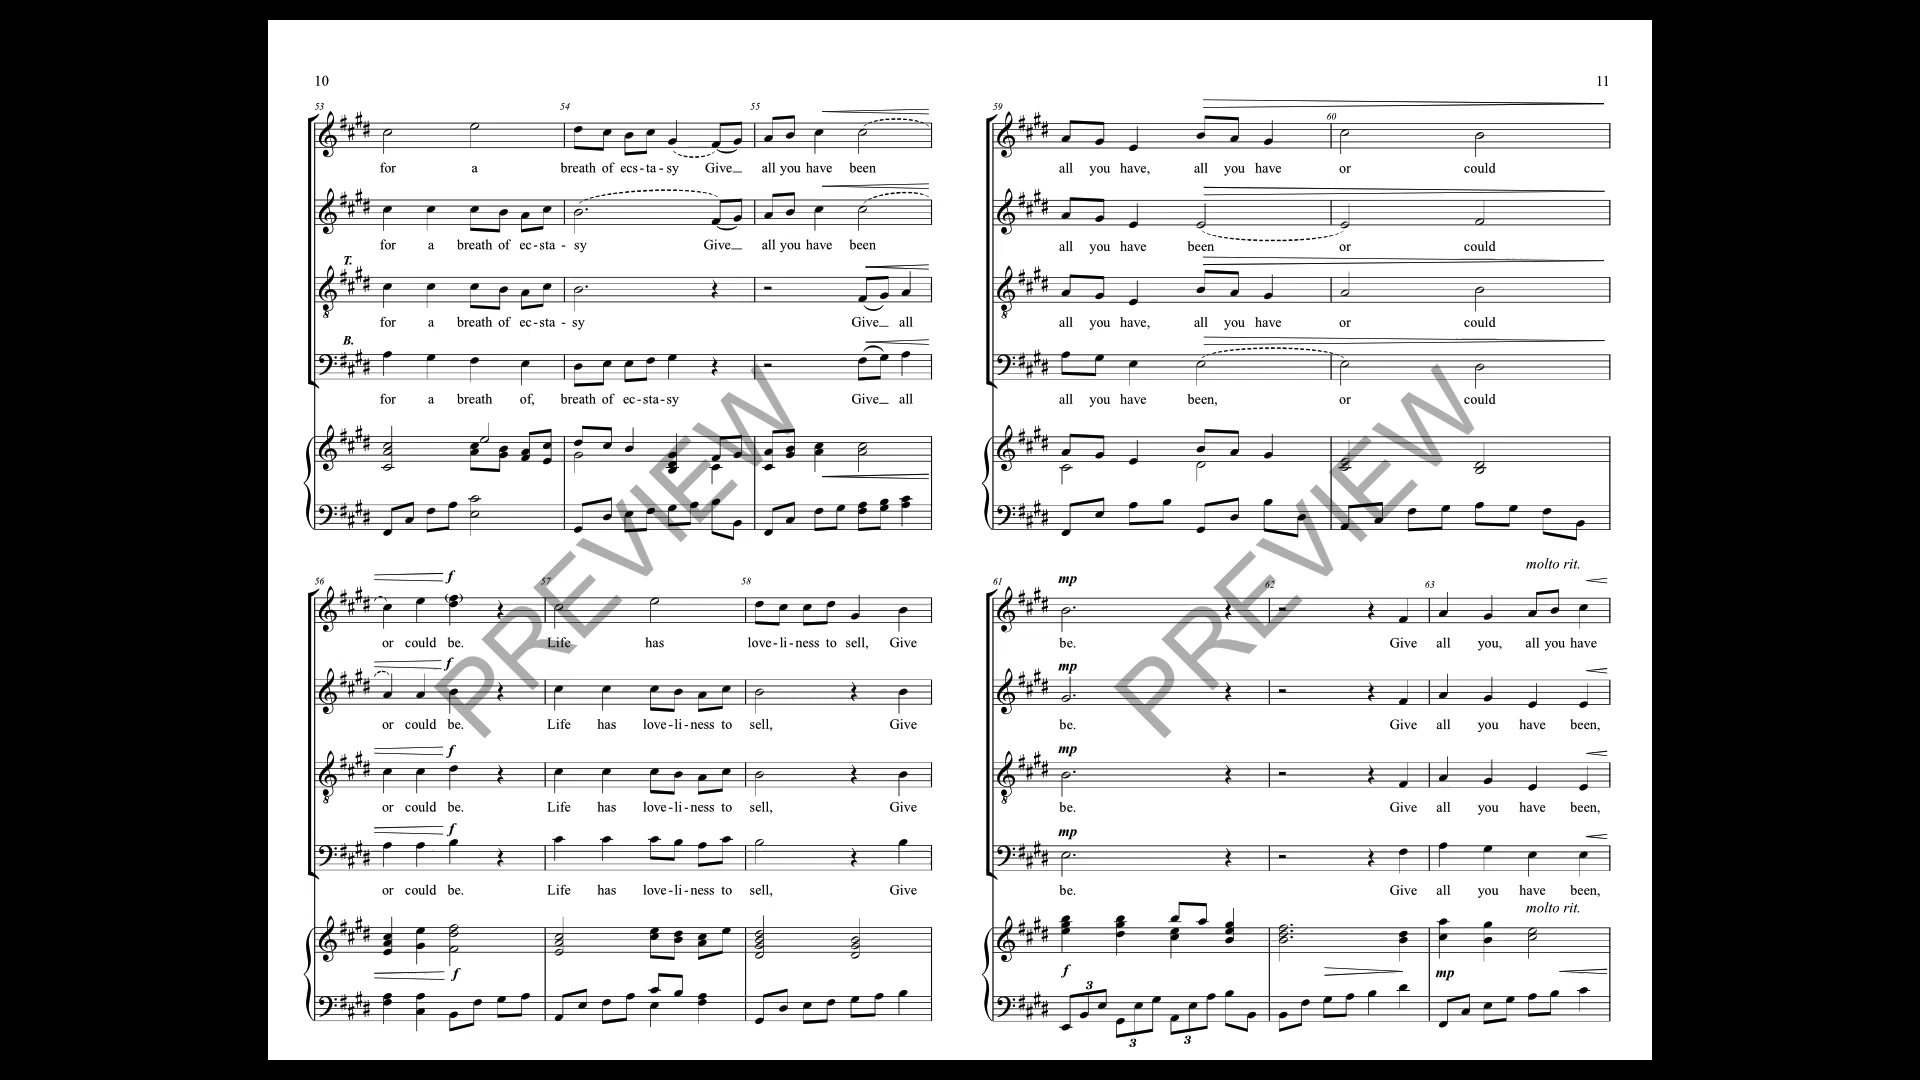 10
53 54 55
for a breath of ecs-ta-sy Give all you have been
for a breath of ec-sta-sy Give all you have been
T.
for a breath of ec-sta-sy Give all
B.
for a breath of, breath of ec-sta-sy Give all
56 57 58
f
or could be. Life has love-li-ness to sell, Give
f
or could be. Life has love-li-ness to sell, Give
f
or could be. Life has love-li-ness to sell, Give
f
or could be. Life has love-li-ness to sell, Give
f
PREVIEW
11
59 60
all you have, all you have or could
all you have been or could
all you have, all you have or could
all you have been, or could
molto rit.
61 62 63
mp
be. Give all you, all you have
mp
be. Give all you have been,
mp
be. Give all you have been,
mp
be. Give all you have been,
molto rit.
f mp
3
3 3
PREVIEW